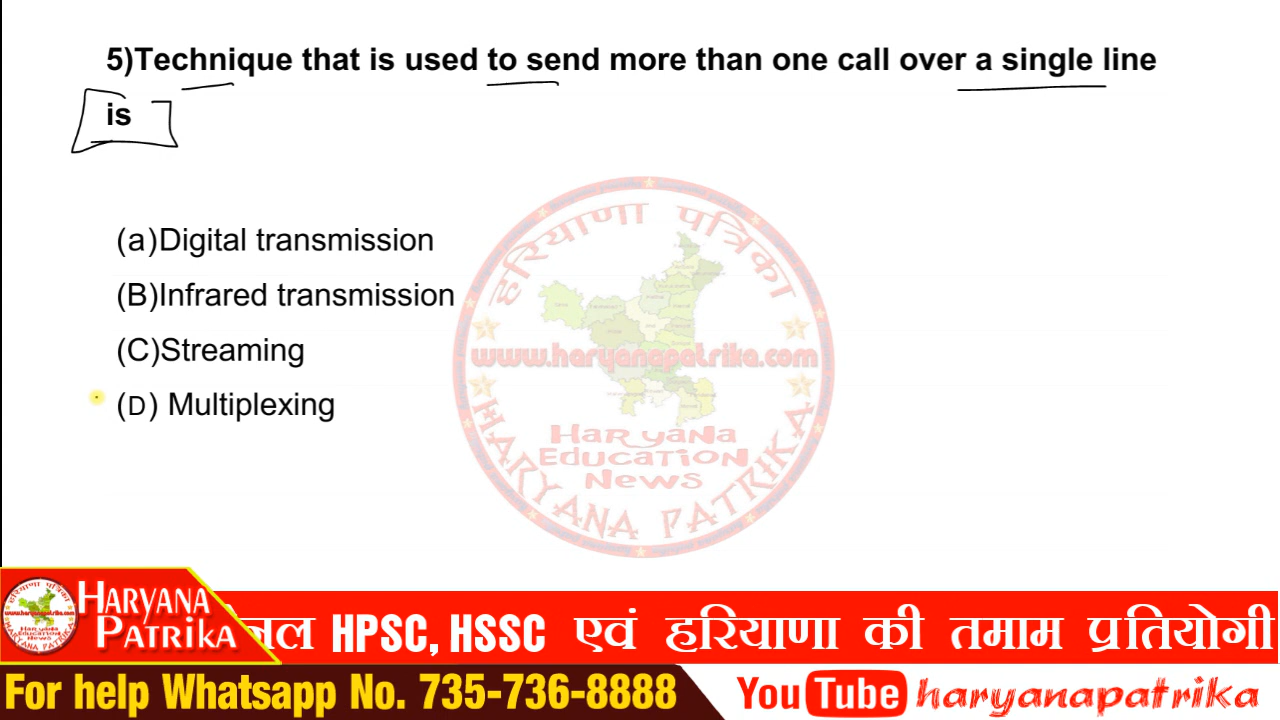 5)Technique that is used to send more than one call over a single line
is
(a)Digital transmission
(B)Infrared transmission
(C)Streaming
(D) Multiplexing
हरियाणा पत्रिका
www.haryanapatrika.com
Haryana
Education
News
HARYANA PATRIKA
HARYANA
PATRIKA
HPSC, HSSC एवं हरियाणा की तमाम प्रतियोगी
For help Whatsapp No. 735-736-8888
YouTube haryanapatrika